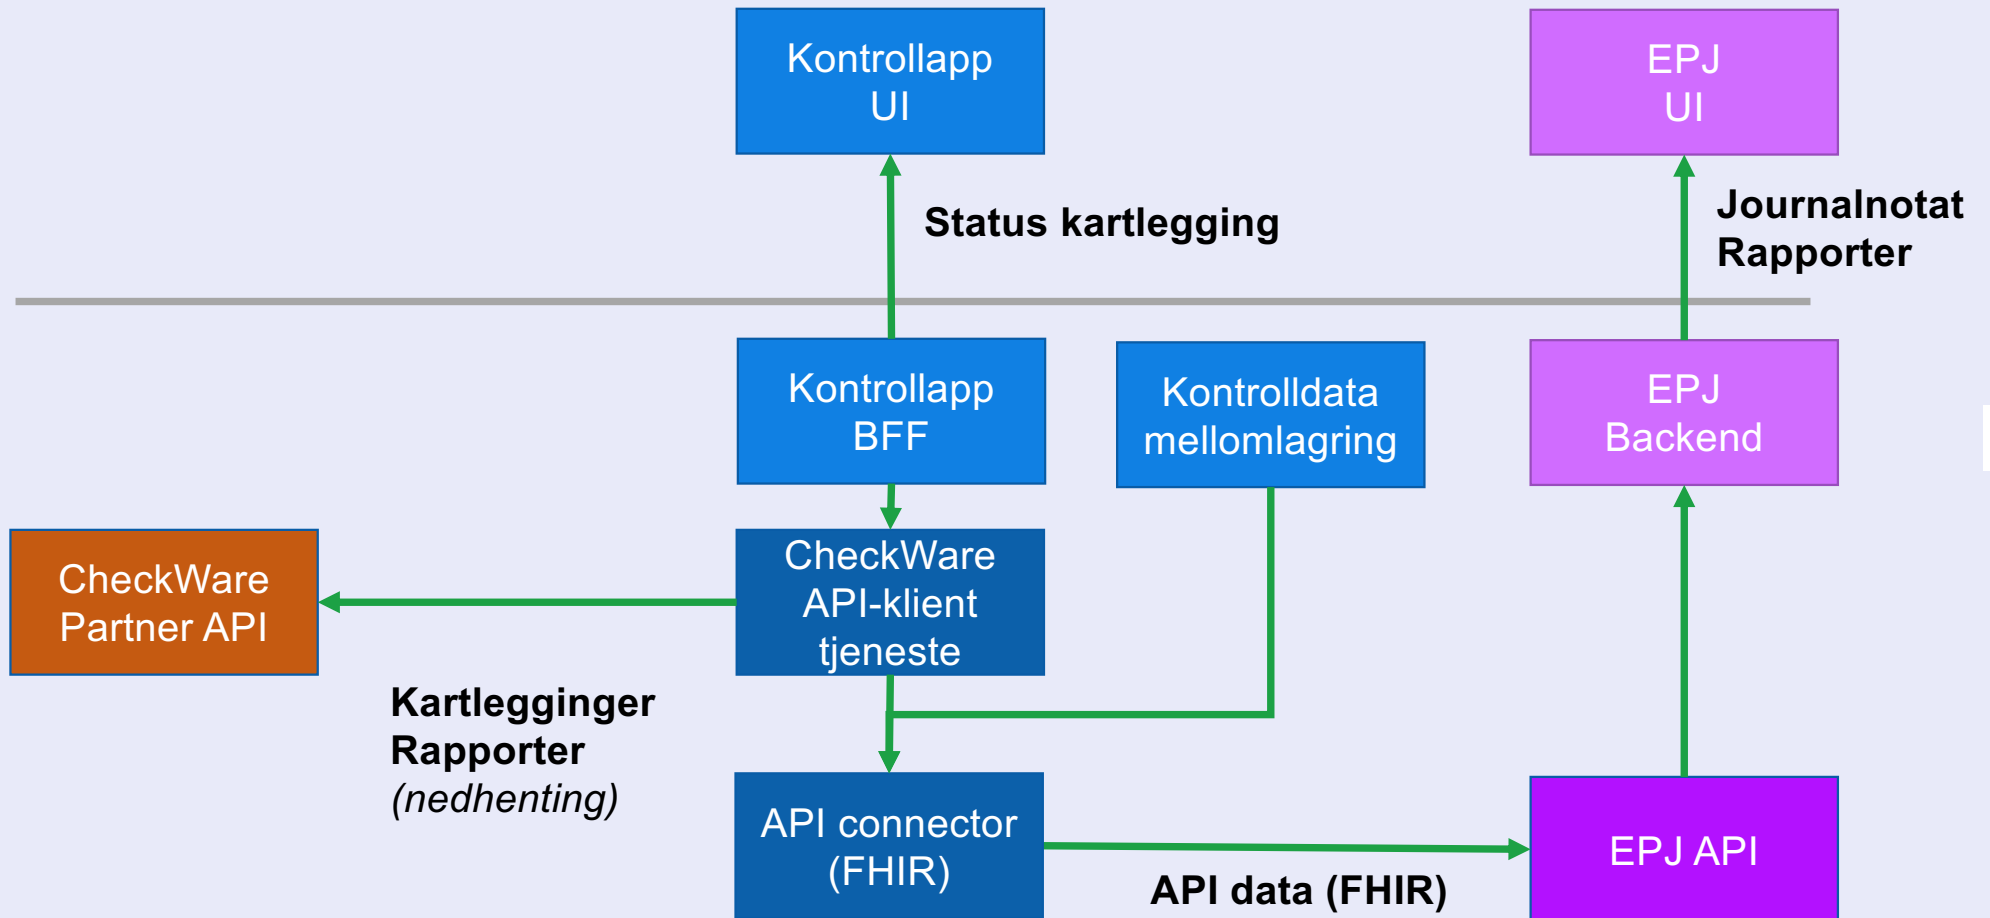 Kontrollapp
UI
EPJ
UI
Status kartlegging
Journalnotat
Rapporter
Kontrollapp
BFF
Kontrolldata
mellomlagring
EPJ
Backend
CheckWare
Partner API
CheckWare
API-klient
tjeneste
Kartlegginger
Rapporter
(nedhenting)
API connector
(FHIR)
API data (FHIR)
EPJ API